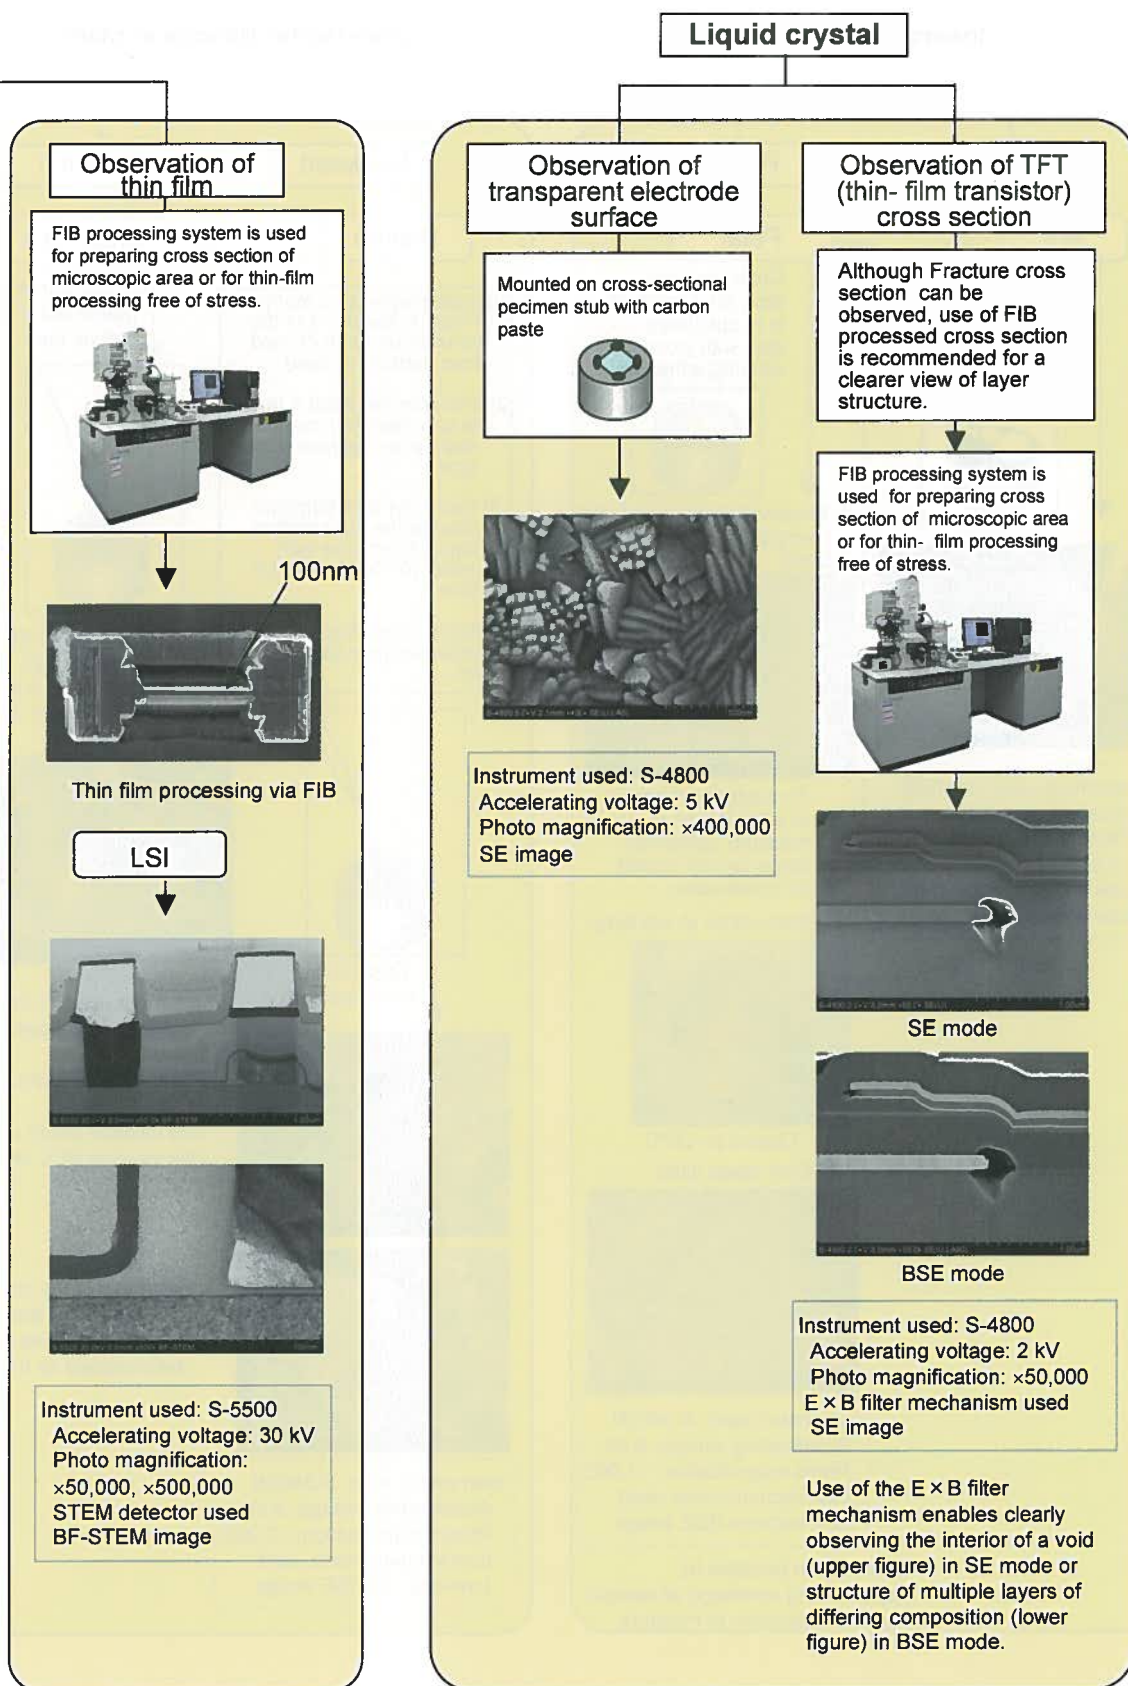 Liquid crystal
Observation of
thin film
FIB processing system is used
for preparing cross section of
microscopic area or for thin-film
processing free of stress.
100nm
Thin film processing via FIB
LSI
Instrument used: S-5500
Accelerating voltage: 30 kV
Photo magnification:
×50,000, ×500,000
STEM detector used
BF-STEM image
Observation of
transparent electrode
surface
Mounted on cross-sectional
pecimen stub with carbon
paste
Instrument used: S-4800
Accelerating voltage: 5 kV
Photo magnification: ×400,000
SE image
Observation of TFT
(thin- film transistor)
cross section
Although Fracture cross
section can be
observed, use of FIB
processed cross section
is recommended for a
clearer view of layer
structure.
FIB processing system is
used for preparing cross
section of microscopic area
or for thin- film processing
free of stress.
SE mode
BSE mode
Instrument used: S-4800
Accelerating voltage: 2 kV
Photo magnification: ×50,000
E × B filter mechanism used
SE image
Use of the E × B filter
mechanism enables clearly
observing the interior of a void
(upper figure) in SE mode or
structure of multiple layers of
differing composition (lower
figure) in BSE mode.